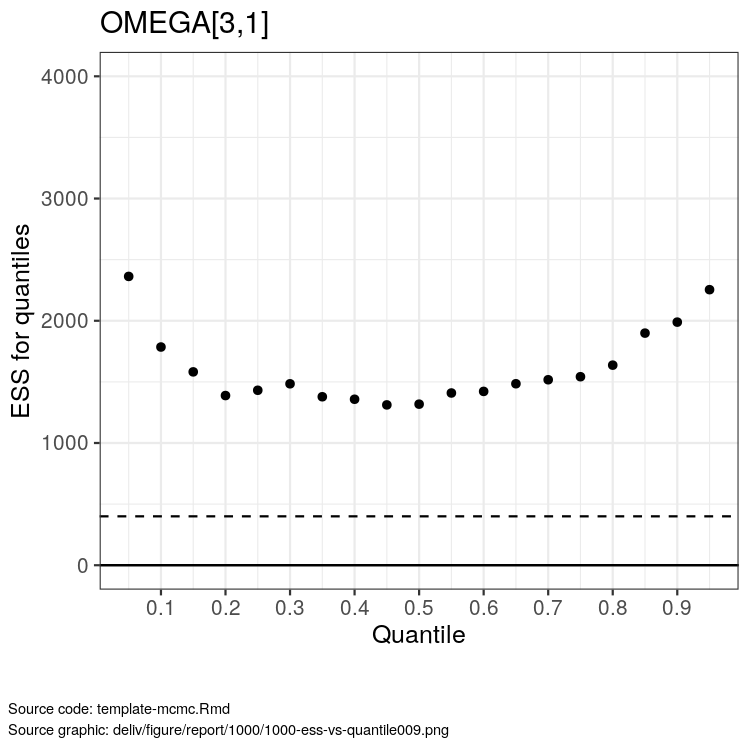 OMEGA[3,1]
4000
3000
2000
1000
0
ESS for quantiles
0.1 0.2 0.3 0.4 0.5 0.6 0.7 0.8 0.9
Quantile
Source code: template-mcmc.Rmd
Source graphic: deliv/figure/report/1000/1000-ess-vs-quantile009.png